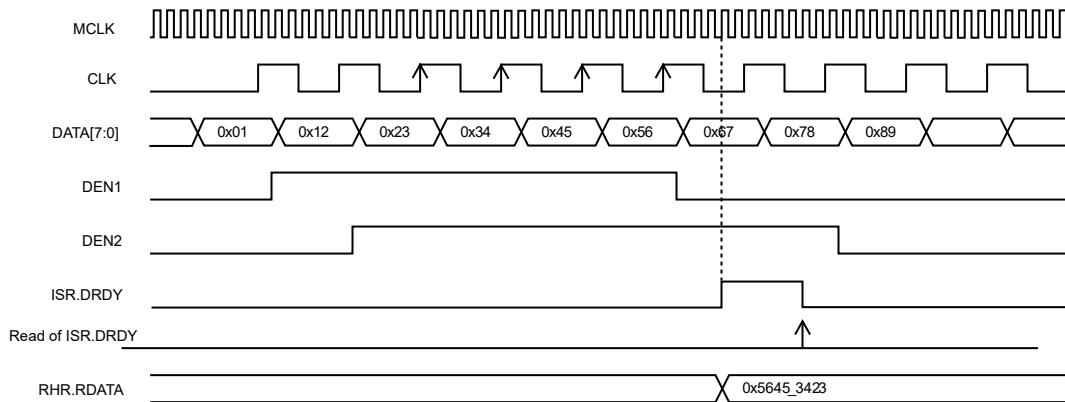 MCLK
CLK
DATA[7:0] 0x01 0x12 0x23 0x34 0x45 0x56 0x67 0x78 0x89
DEN1
DEN2
ISR.DRDY
Read of ISR.DRDY
RHR.RDATA 0x5645_3423